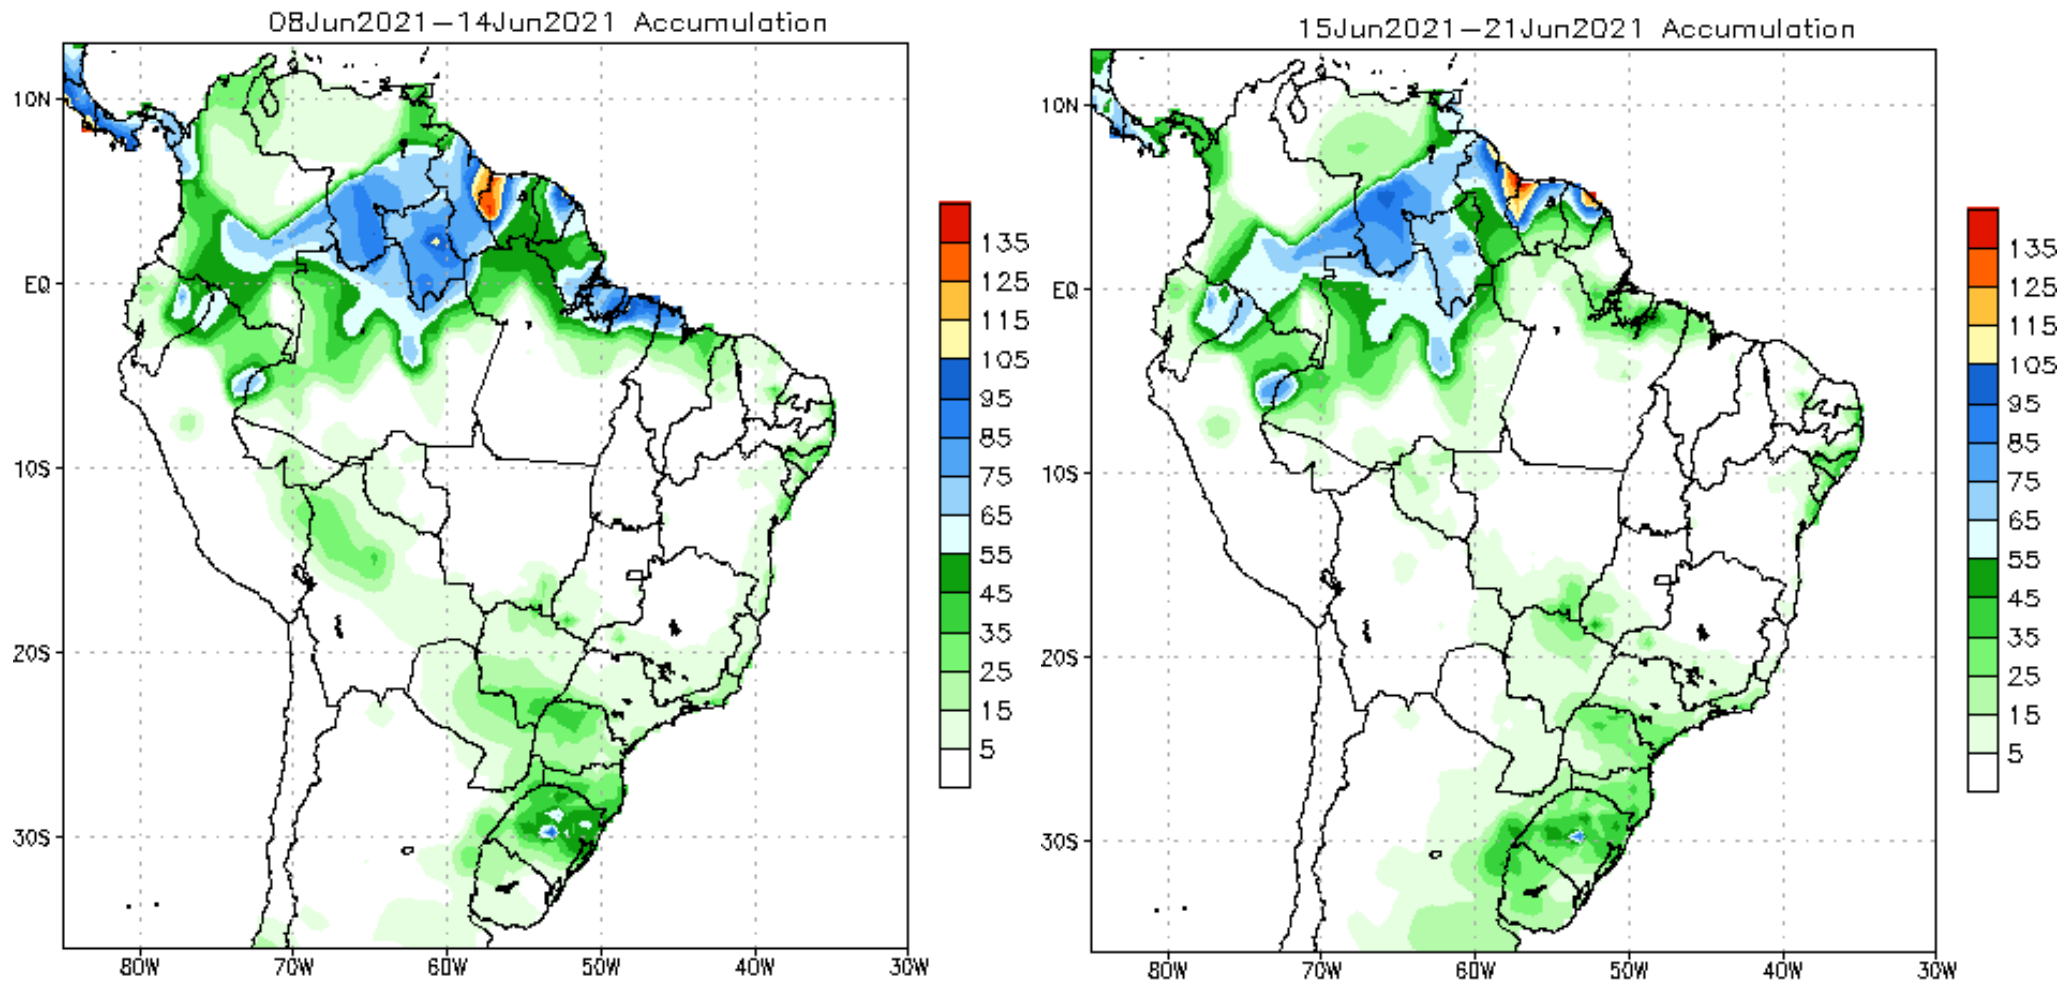 08Jun2021-14Jun2021 Accumulation
10N
EQ
10S
20S
30S
80W 70W 60W 50W 40W 30W
135
125
115
105
95
85
75
65
55
45
35
25
15
5
15Jun2021-21Jun2021 Accumulation
10N
EQ
10S
20S
30S
80W 70W 60W 50W 40W 30W
135
125
115
105
95
85
75
65
55
45
35
25
15
5